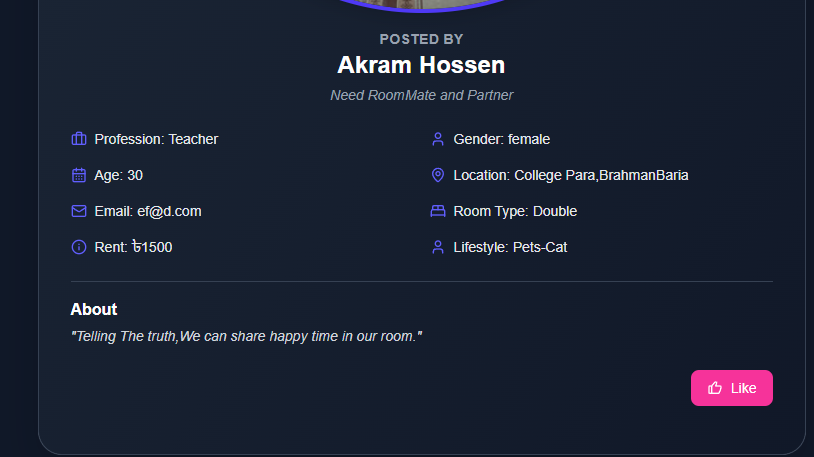 POSTED BY
Akram Hossen
Need RoomMate and Partner
Profession: Teacher
Gender: female
Age: 30
Location: College Para,BrahmanBaria
Email: ef@d.com
Room Type: Double
Rent: ৳1500
Lifestyle: Pets-Cat
About
"Telling The truth,We can share happy time in our room."
Like